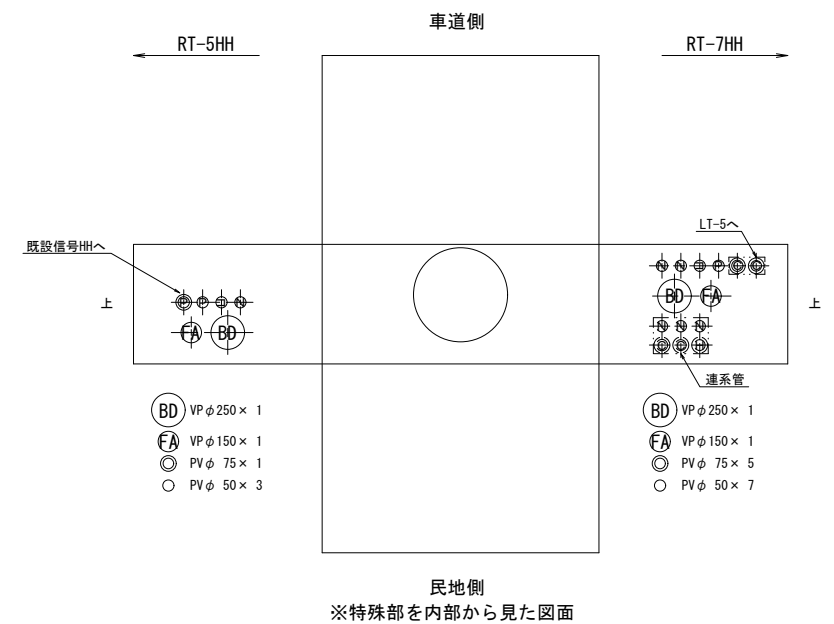 車道側
RT-5HH
RT-7HH
LT-5へ
既設信号HHへ
上
上
P P コ N
N N コ P C C
BD FA
FA BD
N N N
連系管
BD VPφ250× 1
FA VPφ150× 1
PVφ 75× 1
PVφ 50× 3
BD VPφ250× 1
FA VPφ150× 1
PVφ 75× 5
PVφ 50× 7
民地側
※特殊部を内部から見た図面